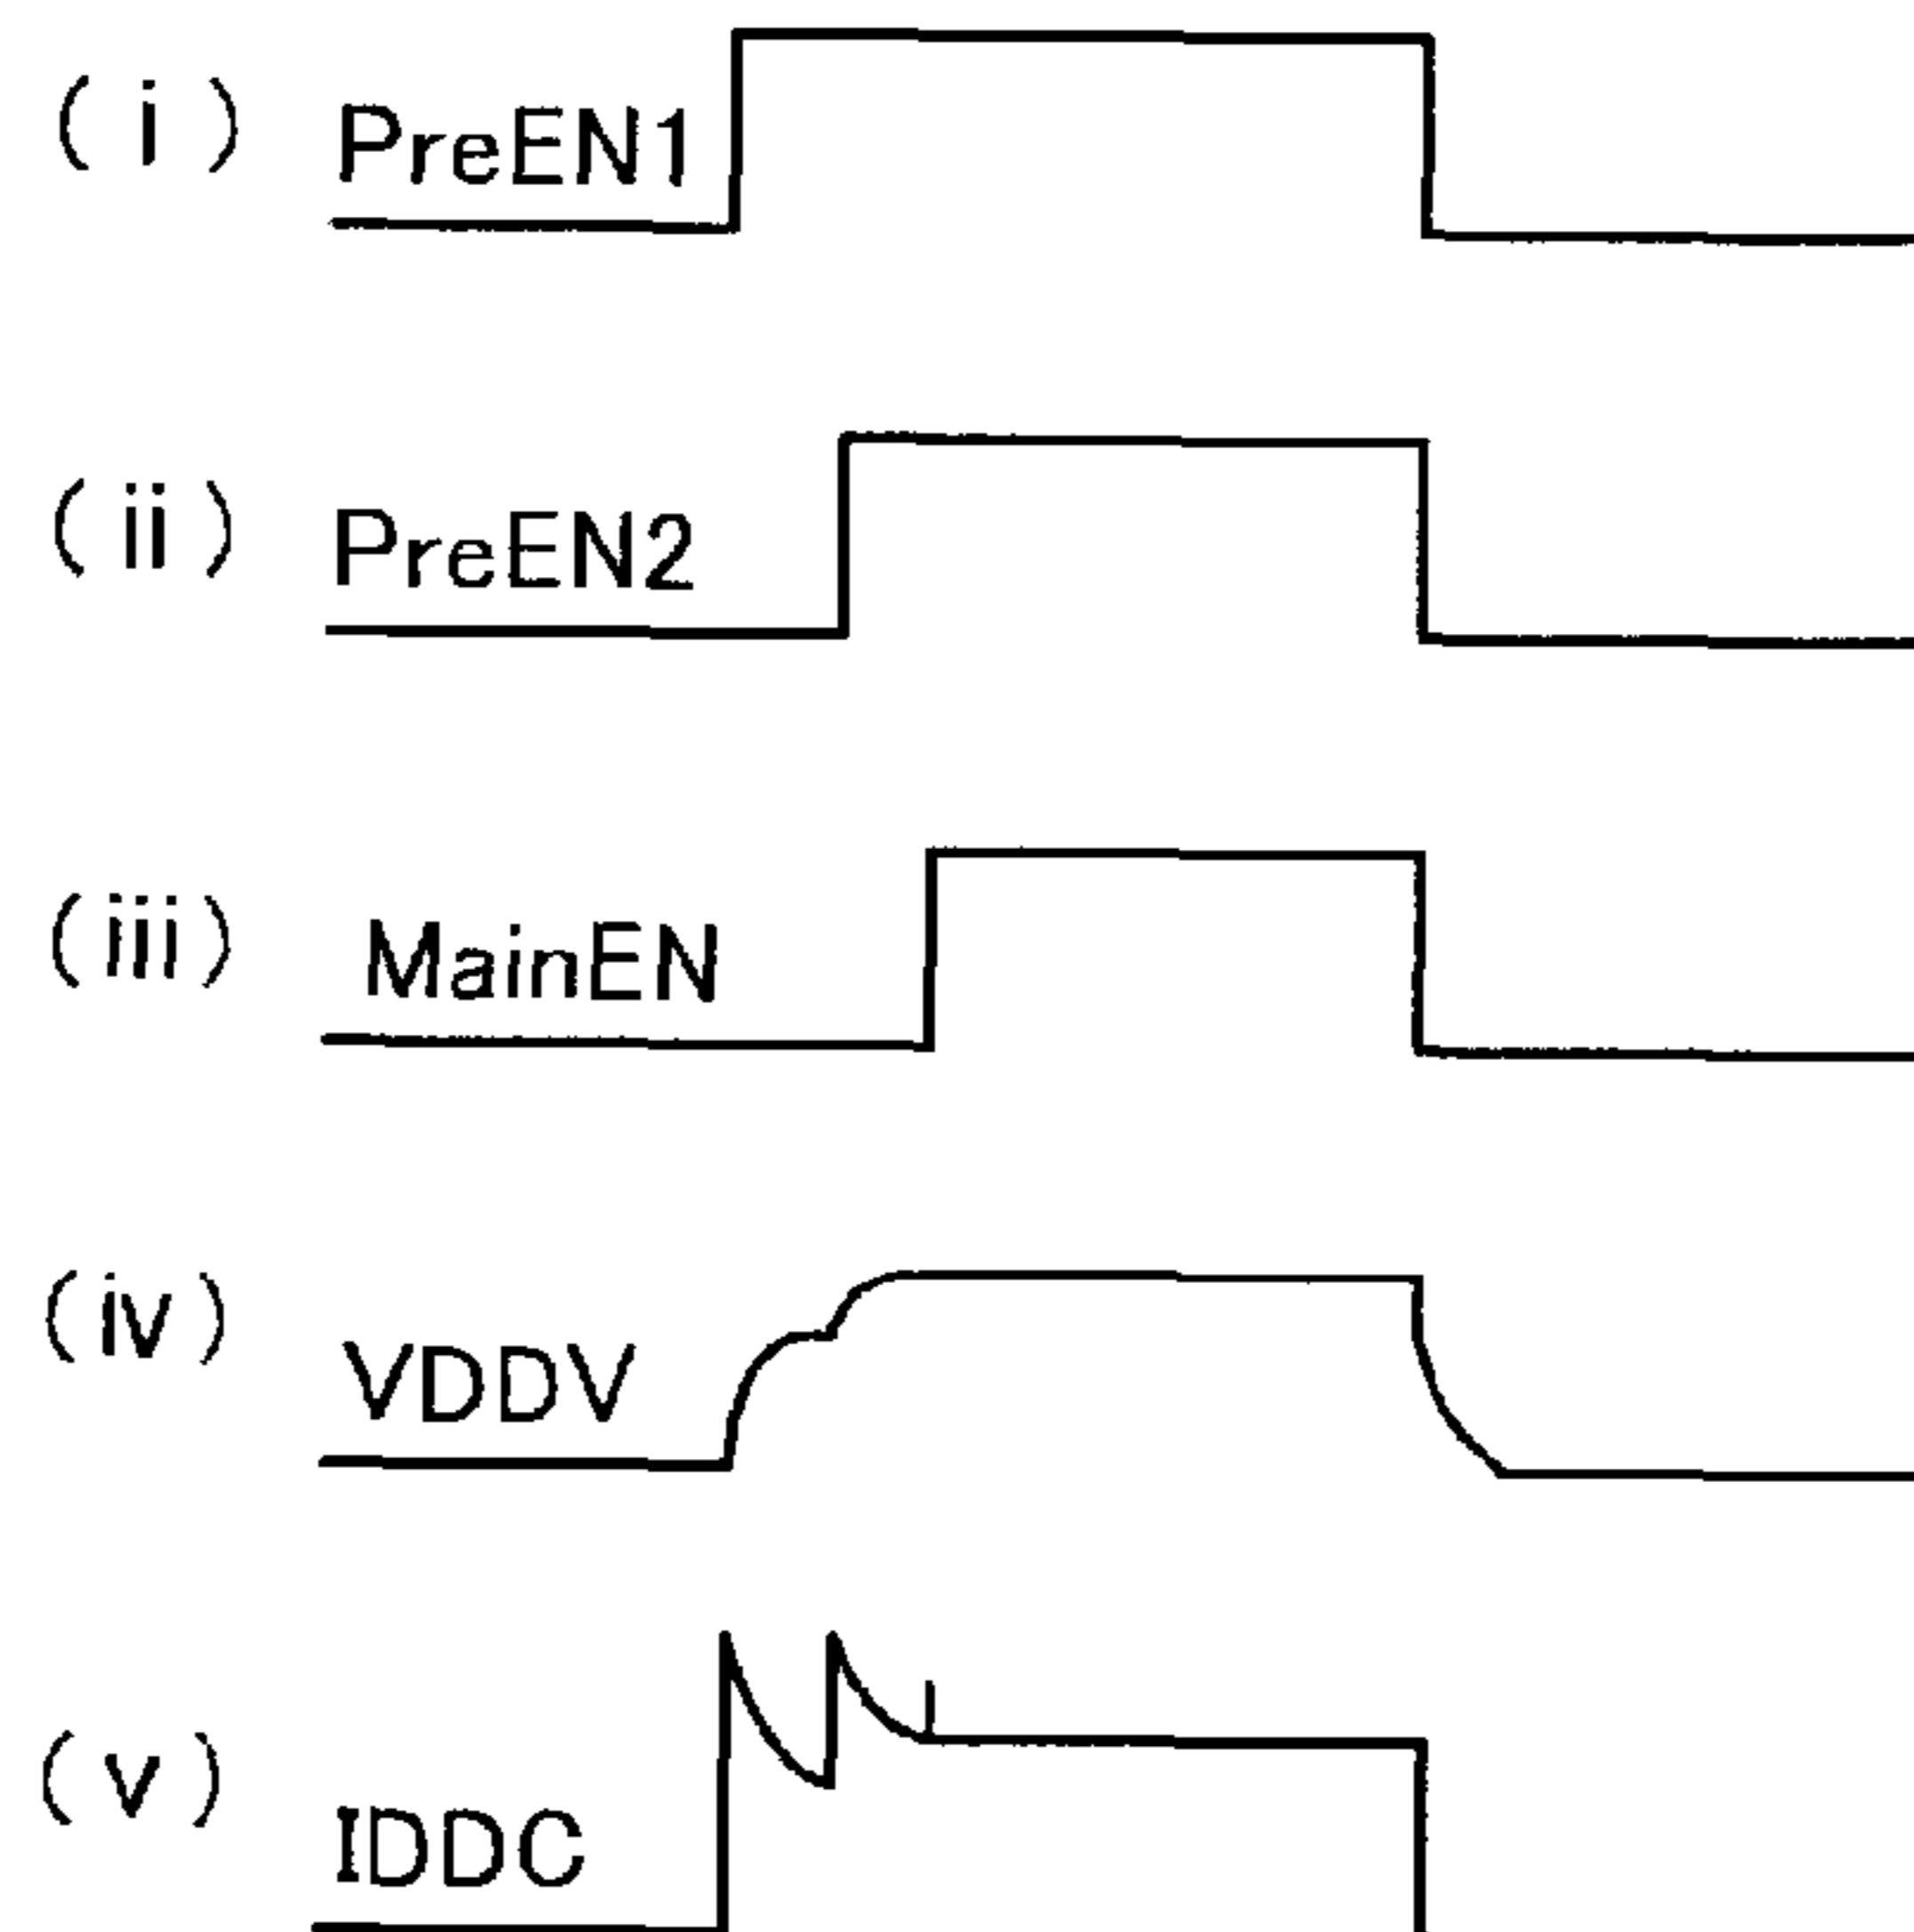 (i) PreEN1
(ii) PreEN2
(iii) MainEN
(iv) VDDV
(v) IDDC